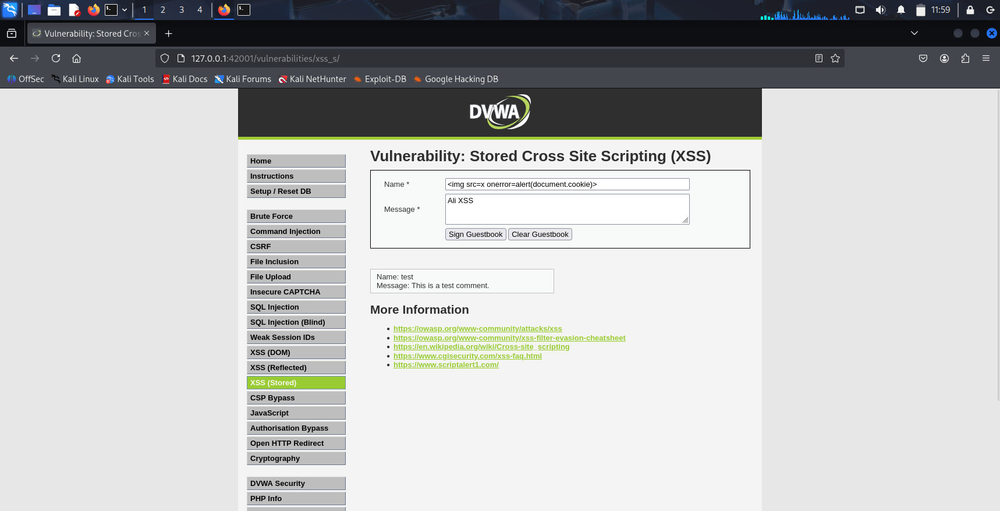 1 2 3 4 11:59
Vulnerability: Stored Cros
127.0.0.1:42001/vulnerabilities/xss_s/
OffSec Kali Linux Kali Tools Kali Docs Kali Forums Kali NetHunter Exploit-DB Google Hacking DB
DVWA
Home
Instructions
Setup / Reset DB
Brute Force
Command Injection
CSRF
File Inclusion
File Upload
Insecure CAPTCHA
SQL Injection
SQL Injection (Blind)
Weak Session IDs
XSS (DOM)
XSS (Reflected)
XSS (Stored)
CSP Bypass
JavaScript
Authorisation Bypass
Open HTTP Redirect
Cryptography
DVWA Security
PHP Info
Vulnerability: Stored Cross Site Scripting (XSS)
Name * <img src=x onerror=alert(document.cookie)>
Message * Ali XSS
Sign Guestbook Clear Guestbook
Name: test
Message: This is a test comment.
More Information
https://owasp.org/www-community/attacks/xss
https://owasp.org/www-community/xss-filter-evasion-cheatsheet
https://en.wikipedia.org/wiki/Cross-site_scripting
https://www.cgisecurity.com/xss-faq.html
https://www.scriptalert1.com/